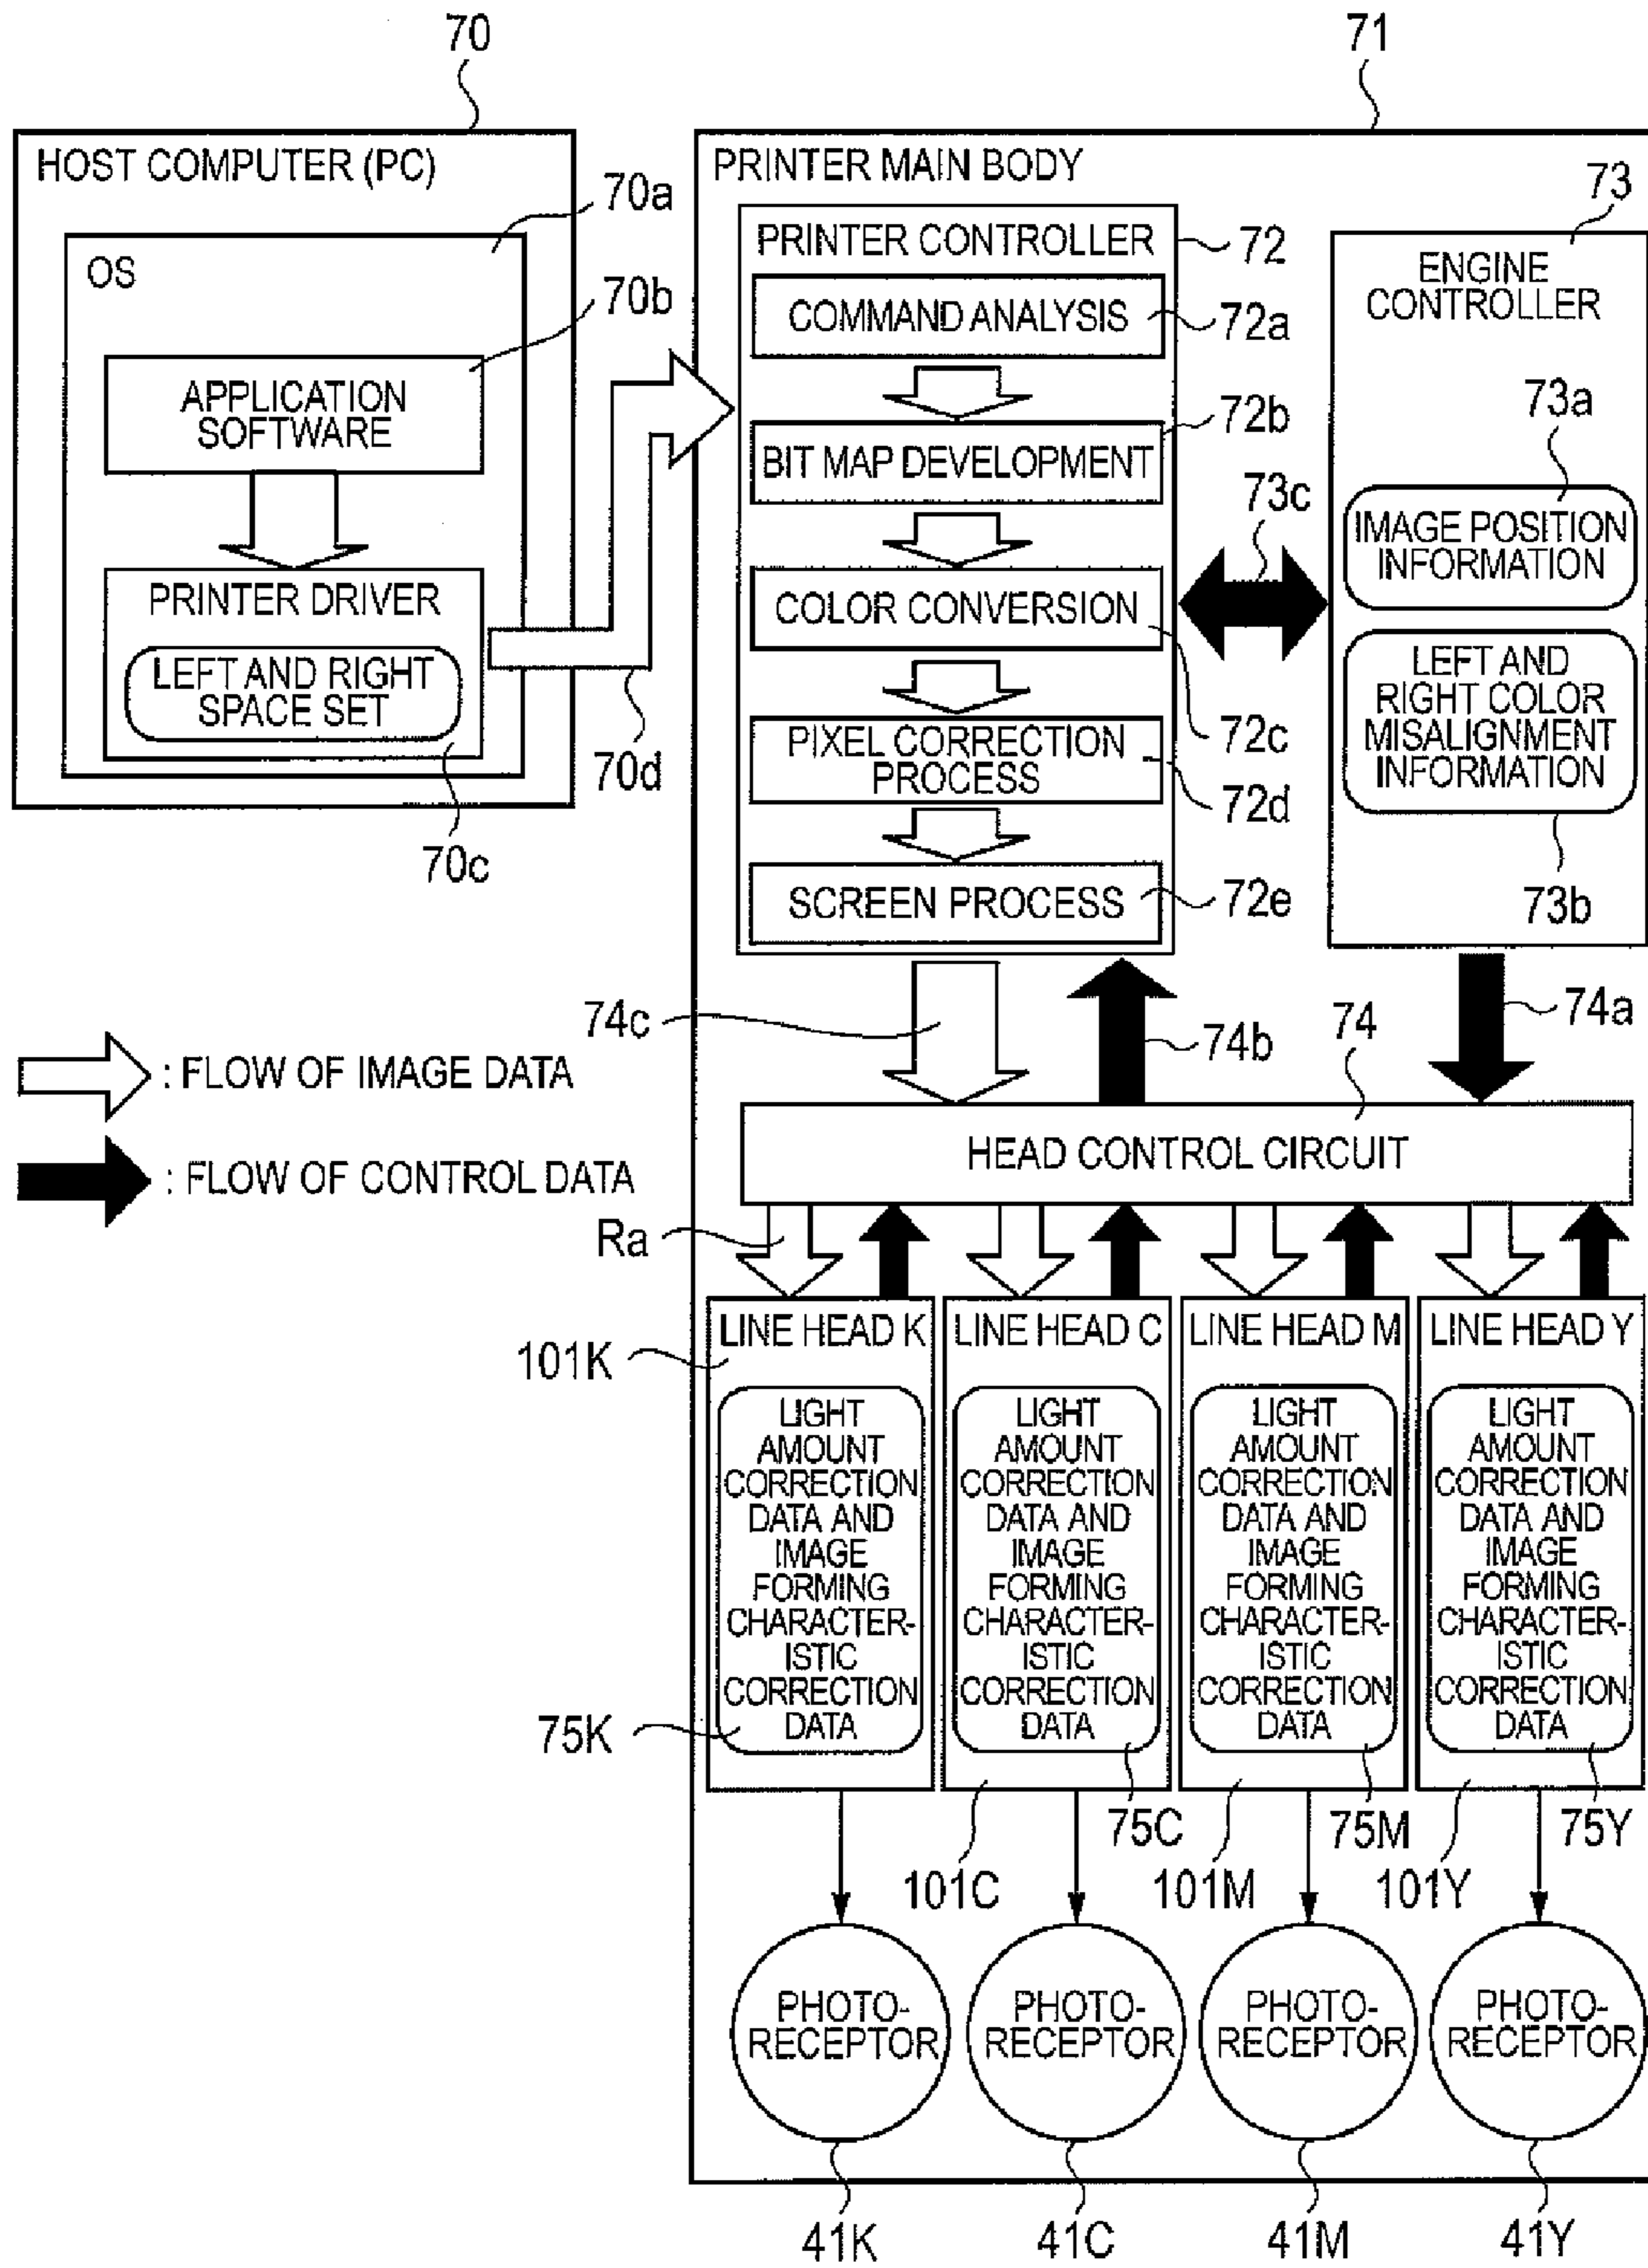 70
71
HOST COMPUTER (PC)
70a
OS
70b
APPLICATION
SOFTWARE
PRINTER DRIVER
LEFT AND RIGHT
SPACE SET
70c
70d
PRINTER MAIN BODY
PRINTER CONTROLLER
72
COMMAND ANALYSIS
72a
72b
BIT MAP DEVELOPMENT
73c
COLOR CONVERSION
72c
PIXEL CORRECTION
PROCESS
72d
SCREEN PROCESS
72e
73
ENGINE
CONTROLLER
73a
IMAGE POSITION
INFORMATION
LEFT AND
RIGHT COLOR
MISALIGNMENT
INFORMATION
73b
74c
74b
74
74a
: FLOW OF IMAGE DATA
: FLOW OF CONTROL DATA
HEAD CONTROL CIRCUIT
Ra
LINE HEAD K
101K
LIGHT
AMOUNT
CORRECTION
DATA AND
IMAGE
FORMING
CHARACTER-
ISTIC
CORRECTION
DATA
75K
LINE HEAD C
LIGHT
AMOUNT
CORRECTION
DATA AND
IMAGE
FORMING
CHARACTER-
ISTIC
CORRECTION
DATA
75C
101C
LINE HEAD M
LIGHT
AMOUNT
CORRECTION
DATA AND
IMAGE
FORMING
CHARACTER-
ISTIC
CORRECTION
DATA
75M
101M
LINE HEAD Y
LIGHT
AMOUNT
CORRECTION
DATA AND
IMAGE
FORMING
CHARACTER-
ISTIC
CORRECTION
DATA
75Y
101Y
PHOTO-
RECEPTOR
PHOTO-
RECEPTOR
PHOTO-
RECEPTOR
PHOTO-
RECEPTOR
41K
41C
41M
41Y